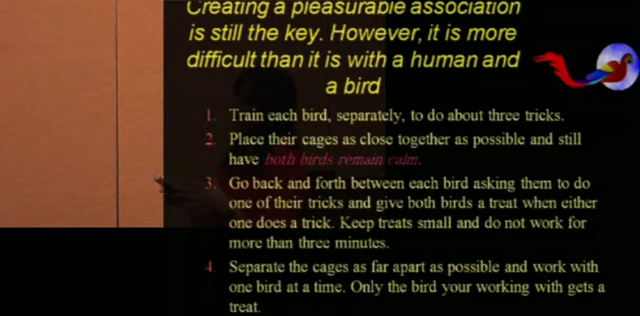 Creating a pleasurable association
is still the key. However, it is more
difficult than it is with a human and
a bird
1. Train each bird, separately, to do about three tricks.
2. Place their cages as close together as possible and still
have both birds remain calm.
3. Go back and forth between each bird asking them to do
one of their tricks and give both birds a treat when either
one does a trick. Keep treats small and do not work for
more than three minutes.
4. Separate the cages as far apart as possible and work with
one bird at a time. Only the bird your working with gets a
treat.